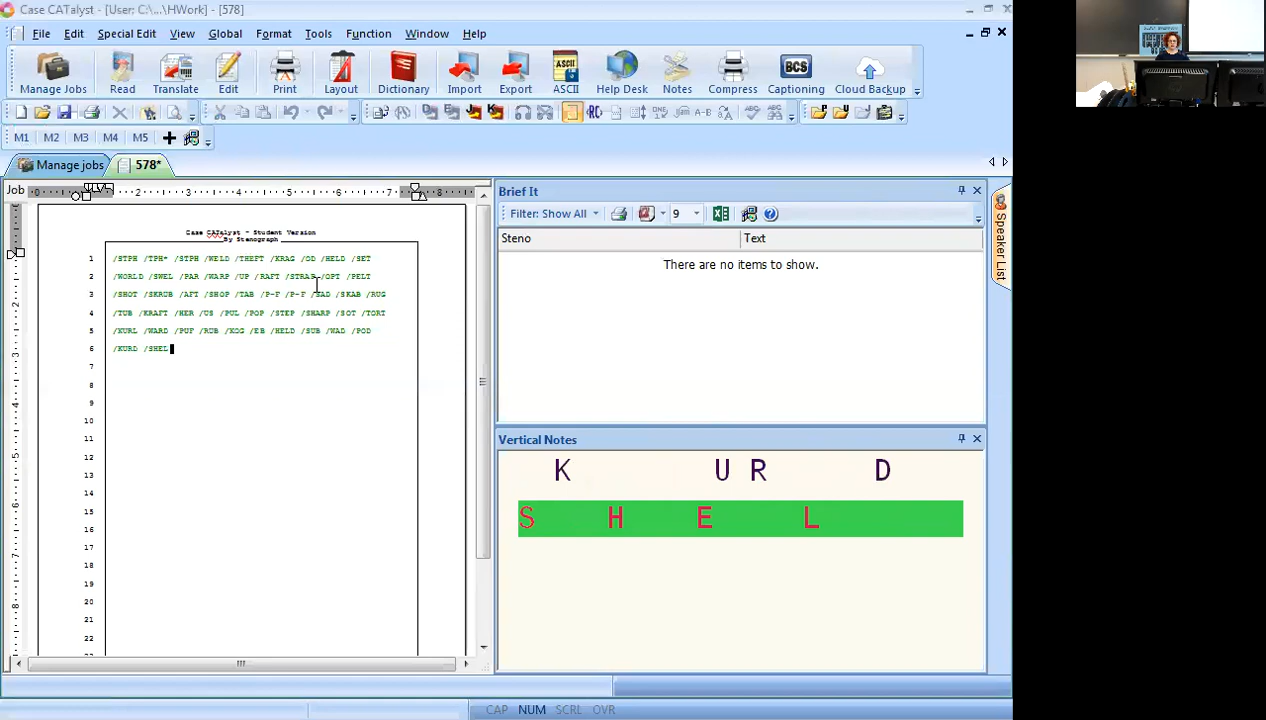 Case CATalyst - [User: C:\...\HWork] - [578]
File Edit Special Edit View Global Format Tools Function Window Help
Manage Jobs Read Translate Edit Print Layout Dictionary Import Export ASCII Help Desk Notes Compress Captioning Cloud Backup
M1 M2 M3 M4 M5
Manage jobs 578*
Job
Case CATalyst - Student Version
By Stenograph
1 /STPH /TPH* /STPH /WELD /THEFT /KRAG /OD /HELD /SET
2 /WORLD /SWEL /PAR /WARP /UP /RAFT /STRAP /OPT /PELT
3 /SHOT /SKRUB /AFT /SHOP /TAB /P-F /P-F /SAD /SKAB /RUG
4 /TUB /KRAFT /HER /US /PUL /POP /STEP /SHARP /SOT /TORT
5 /KURL /WARD /PUF /RUB /KOG /EB /HELD /SUB /WAD /POD
6 /KURD /SHEL
7
8
9
10
11
12
13
14
15
16
17
18
19
20
21
22
Brief It
Filter: Show All 9
Steno Text
There are no items to show.
Vertical Notes
K U R D
S H E L
Speaker List
CAP NUM SCRL OVR